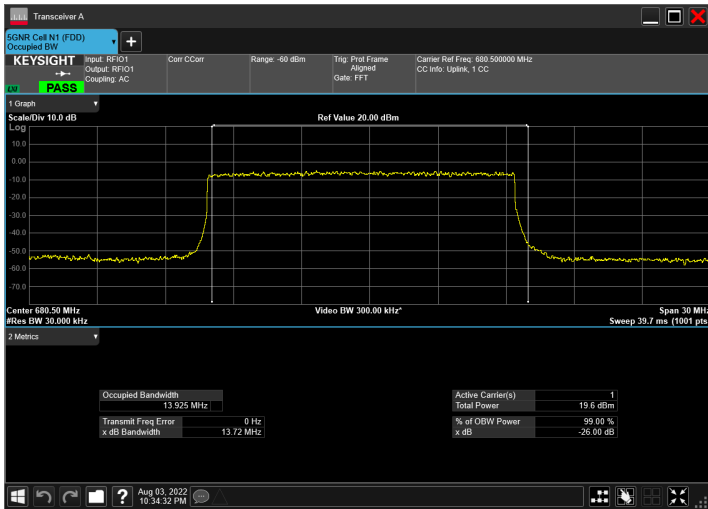 Transceiver A
5GNR Cell N1 (FDD)
Occupied BW
KEYSIGHT
LXI
PASS
Input: RFIO1
Output: RFIO1
Coupling: AC
Corr CCorr
Range: -60 dBm
Trig: Prot Frame
Aligned
Gate: FFT
Carrier Ref Freq: 680.500000 MHz
CC Info: Uplink, 1 CC
1 Graph
Scale/Div 10.0 dB
Ref Value 20.00 dBm
Log
10.0
0.00
-10.0
-20.0
-30.0
-40.0
-50.0
-60.0
-70.0
Center 680.50 MHz
Video BW 300.00 kHz*
Span 30 MHz
#Res BW 30.000 kHz
Sweep 39.7 ms (1001 pts
2 Metrics
Occupied Bandwidth
13.925 MHz
Transmit Freq Error 0 Hz
x dB Bandwidth 13.72 MHz
Active Carrier(s) 1
Total Power 19.6 dBm
% of OBW Power 99.00 %
x dB -26.00 dB
?
Aug 03, 2022
10:34:32 PM